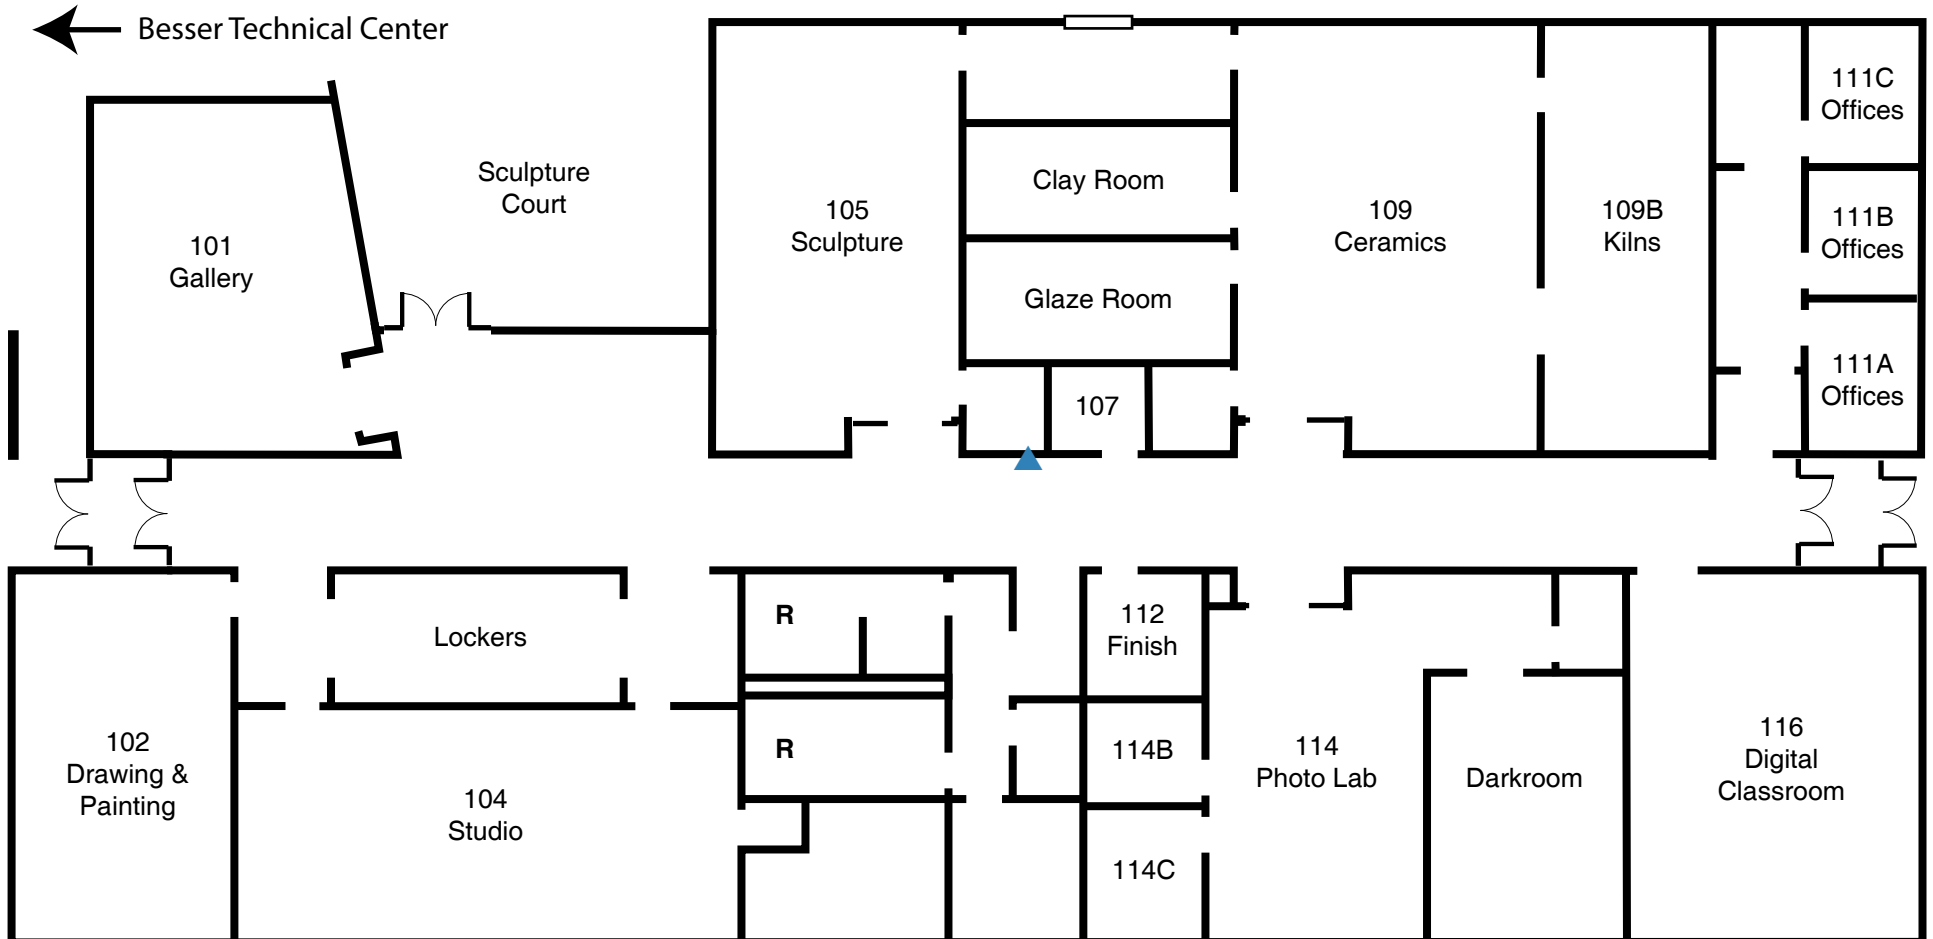 Besser Technical Center
101
Gallery
Sculpture
Court
105
Sculpture
Clay Room
Glaze Room
107
109
Ceramics
109B
Kilns
111C
Offices
111B
Offices
111A
Offices
102
Drawing &
Painting
Lockers
104
Studio
R
R
112
Finish
114B
114C
114
Photo Lab
Darkroom
116
Digital
Classroom